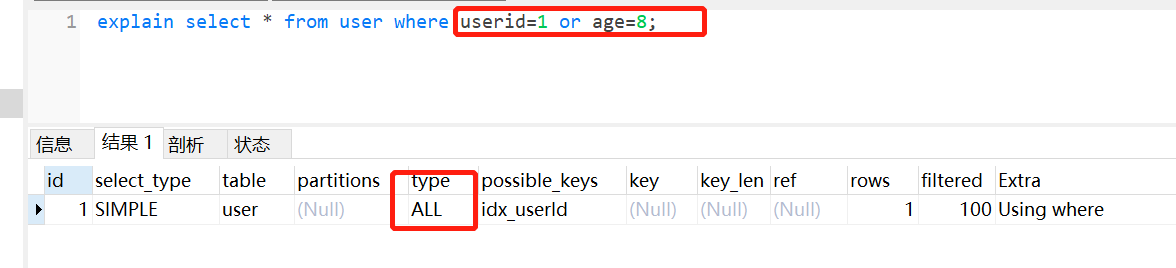 1 explain select * from user where userid=1 or age=8;
信息 结果 1 剖析 状态
id select_type table partitions type possible_keys key key_len ref rows filtered Extra
1 SIMPLE user (Null) ALL idx_userId (Null) (Null) (Null) 1 100 Using where